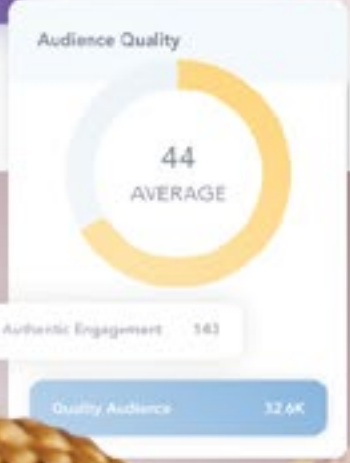 Audience Quality
44
AVERAGE
Authentic Engagement 143
Quality Audience 32.6K